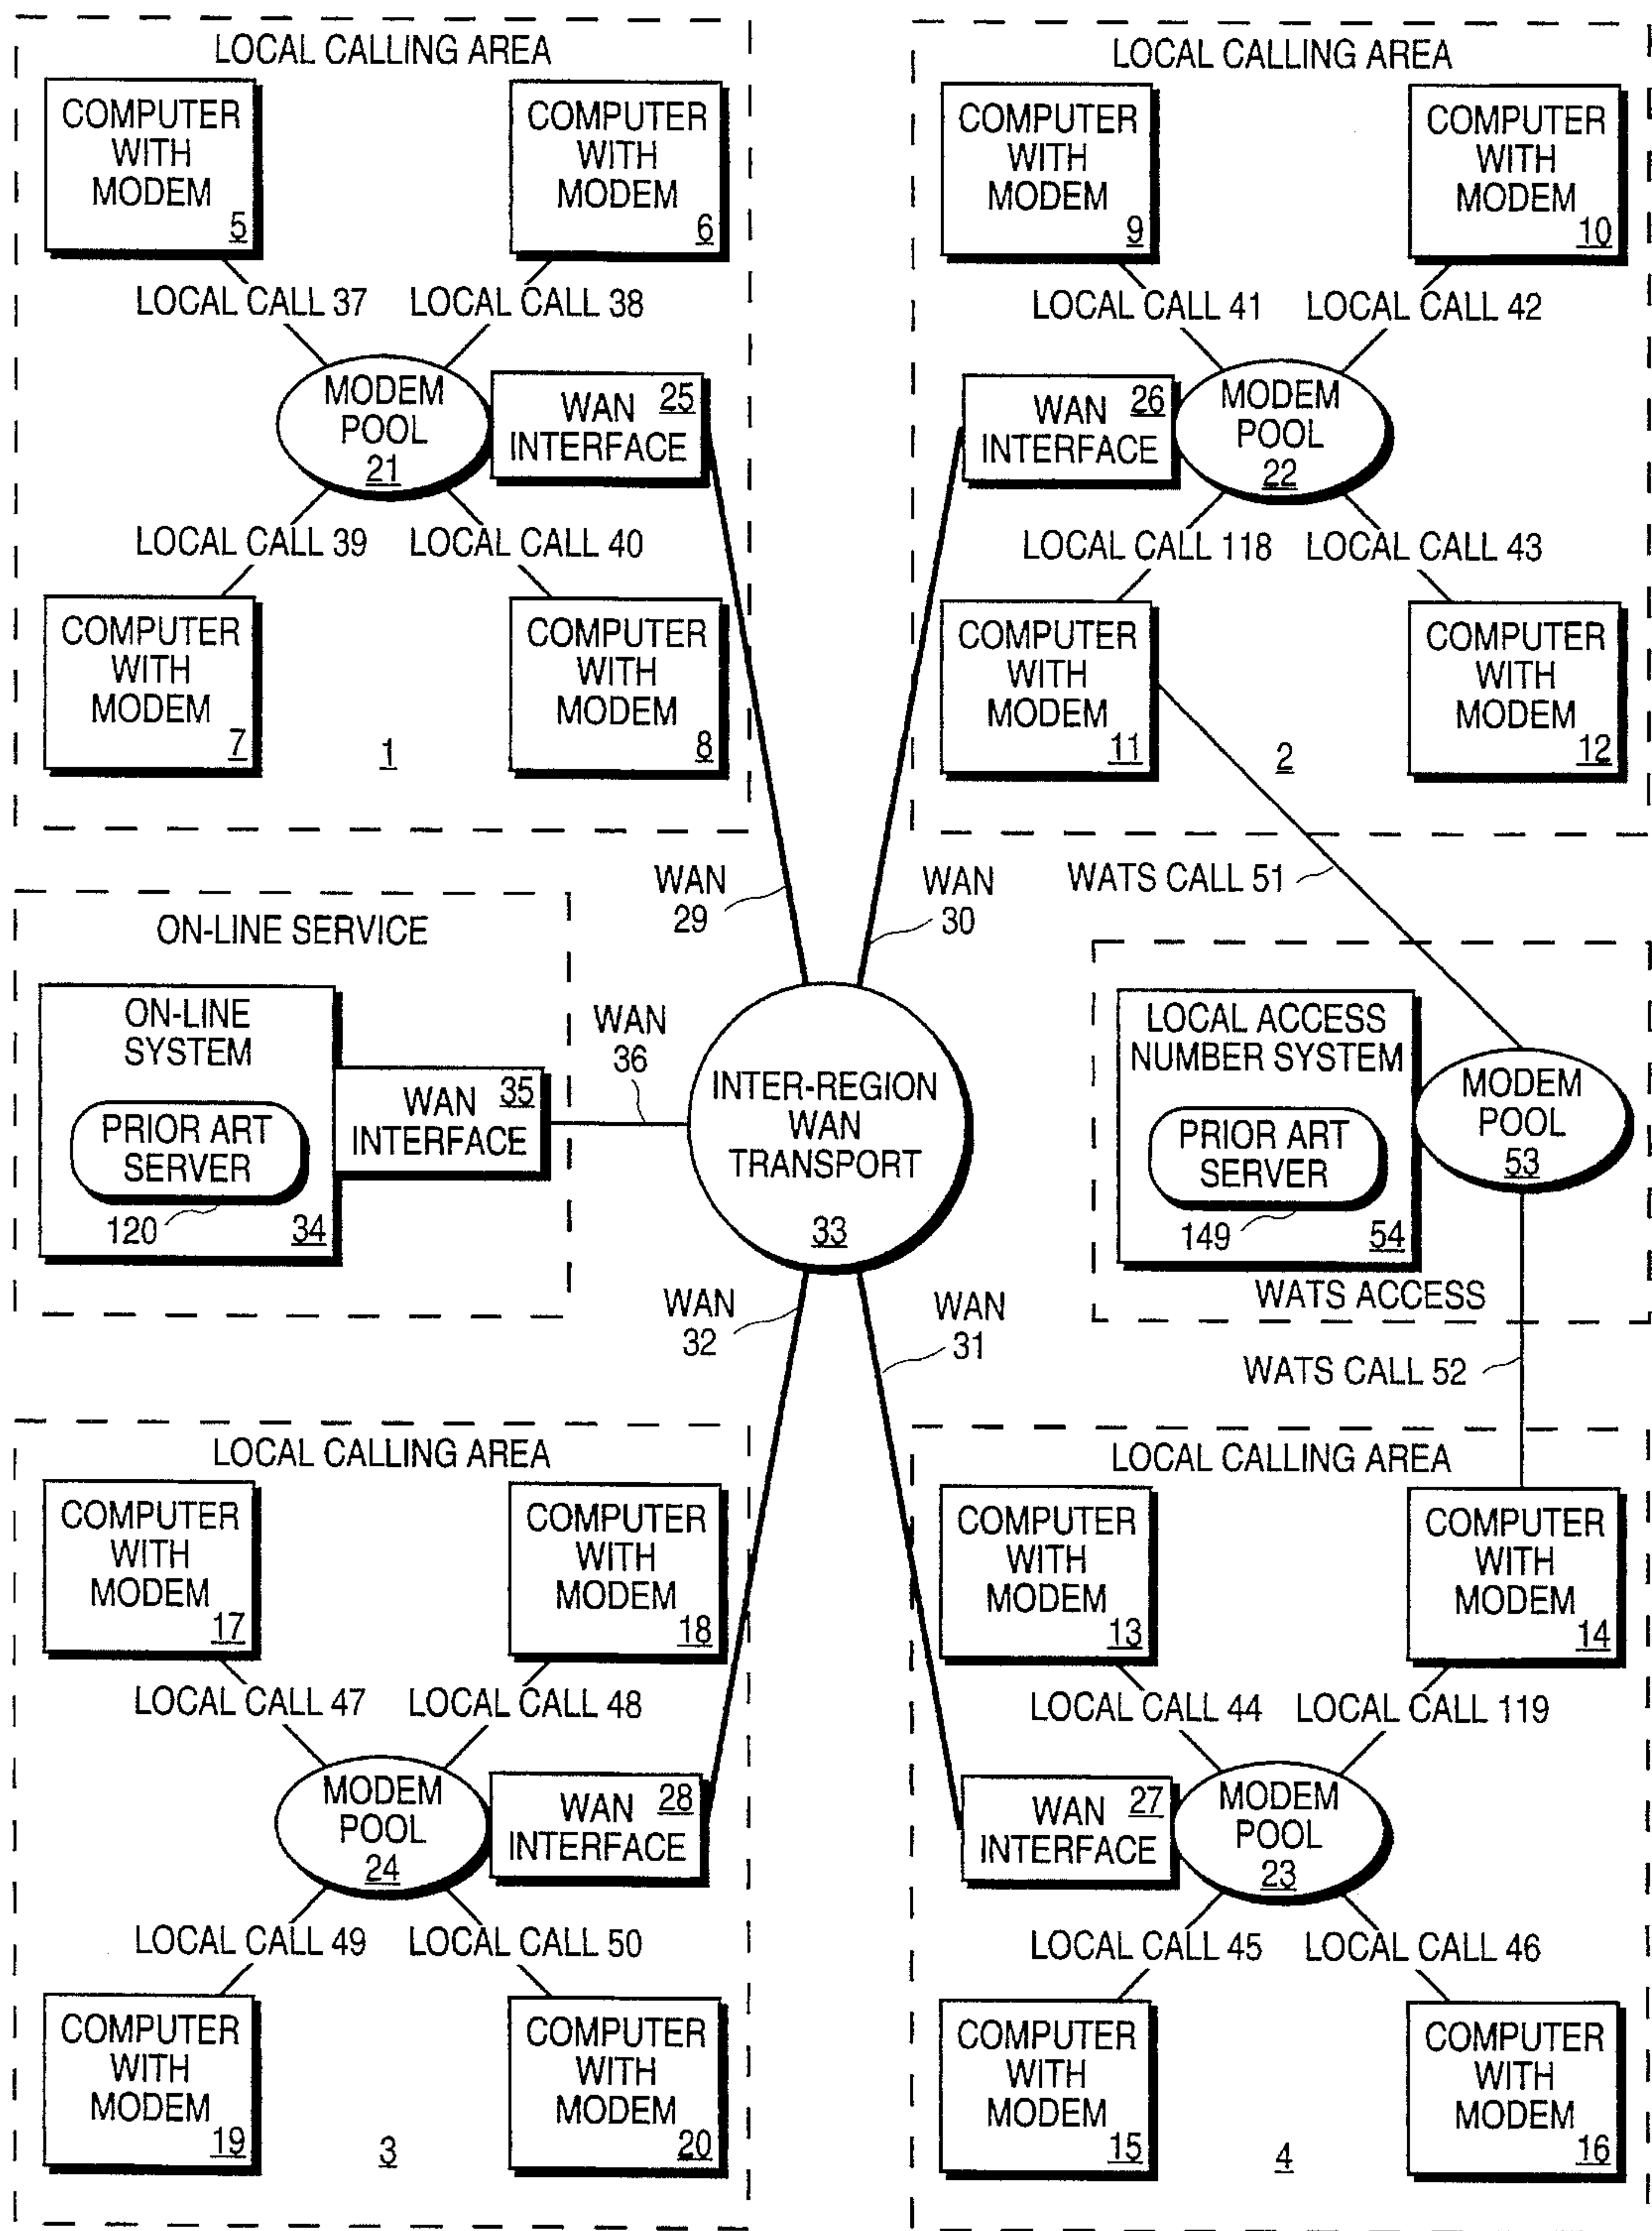 LOCAL CALLING AREA
COMPUTER
WITH
MODEM
5
COMPUTER
WITH
MODEM
6
LOCAL CALL 37
LOCAL CALL 38
MODEM
POOL
21
WAN 25
INTERFACE
LOCAL CALL 39
LOCAL CALL 40
COMPUTER
WITH
MODEM
7
1
COMPUTER
WITH
MODEM
8
LOCAL CALLING AREA
COMPUTER
WITH
MODEM
9
COMPUTER
WITH
MODEM
10
LOCAL CALL 41
LOCAL CALL 42
WAN 26
INTERFACE
MODEM
POOL
22
LOCAL CALL 118
LOCAL CALL 43
COMPUTER
WITH
MODEM
11
2
COMPUTER
WITH
MODEM
12
WAN
29
WAN
30
WATS CALL 51
ON-LINE SERVICE
ON-LINE
SYSTEM
PRIOR ART
SERVER
120
34
WAN 35
INTERFACE
WAN
36
INTER-REGION
WAN
TRANSPORT
33
LOCAL ACCESS
NUMBER SYSTEM
PRIOR ART
SERVER
149
54
MODEM
POOL
53
WATS ACCESS
WAN
32
WAN
31
WATS CALL 52
LOCAL CALLING AREA
COMPUTER
WITH
MODEM
17
COMPUTER
WITH
MODEM
18
LOCAL CALL 47
LOCAL CALL 48
MODEM
POOL
24
WAN 28
INTERFACE
LOCAL CALL 49
LOCAL CALL 50
COMPUTER
WITH
MODEM
19
3
COMPUTER
WITH
MODEM
20
LOCAL CALLING AREA
COMPUTER
WITH
MODEM
13
COMPUTER
WITH
MODEM
14
LOCAL CALL 44
LOCAL CALL 119
WAN 27
INTERFACE
MODEM
POOL
23
LOCAL CALL 45
LOCAL CALL 46
COMPUTER
WITH
MODEM
15
4
COMPUTER
WITH
MODEM
16